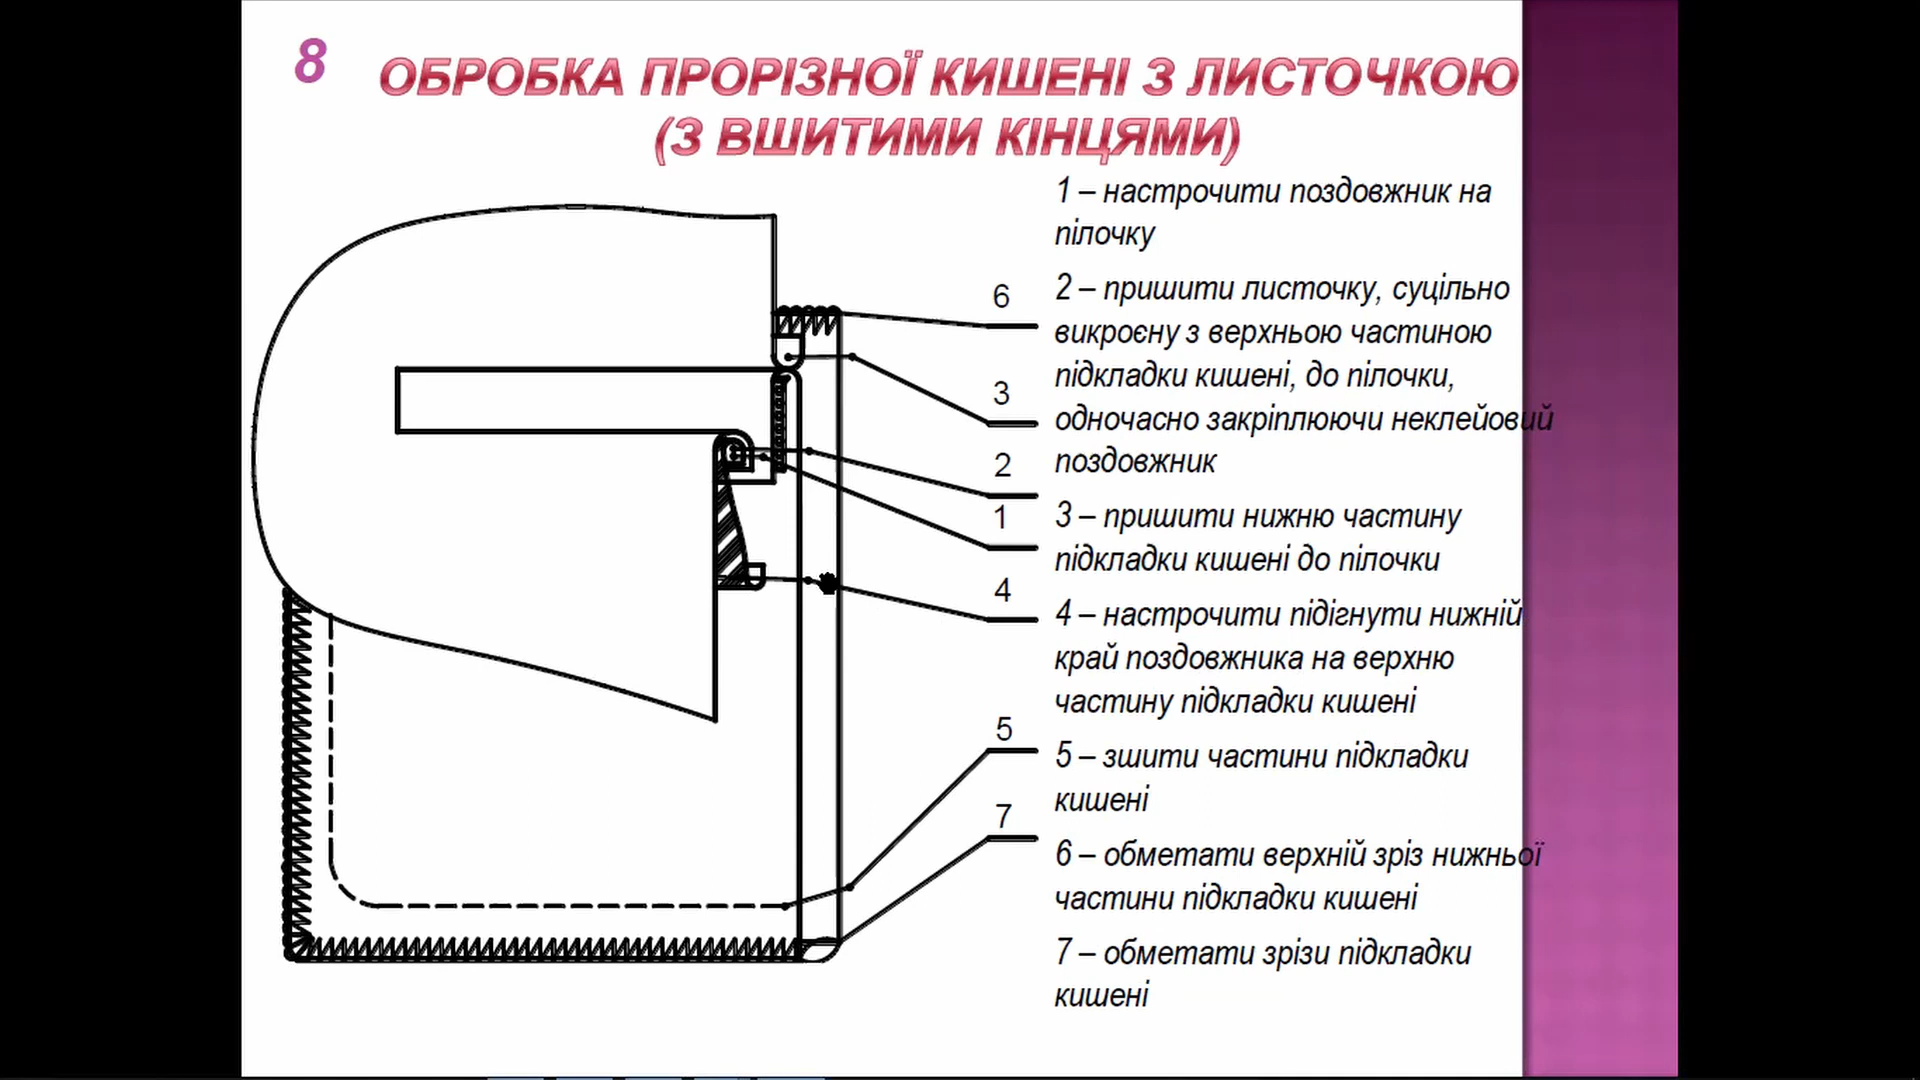 8
ОБРОБКА ПРОРІЗНОЇ КИШЕНІ З ЛИСТОЧКОЮ
(З ВШИТИМИ КІНЦЯМИ)
1 – настрочити поздовжник на
пілочку
2 – пришити листочку, суцільно
викроєну з верхньою частиною
підкладки кишені, до пілочки,
одночасно закріплюючи неклейовий
поздовжник
3 – пришити нижню частину
підкладки кишені до пілочки
4 – настрочити підігнути нижній
край поздовжника на верхню
частину підкладки кишені
5 – зшити частини підкладки
кишені
6 – обметати верхній зріз нижньої
частини підкладки кишені
7 – обметати зрізи підкладки
кишені
6
3
2
1
4
5
7